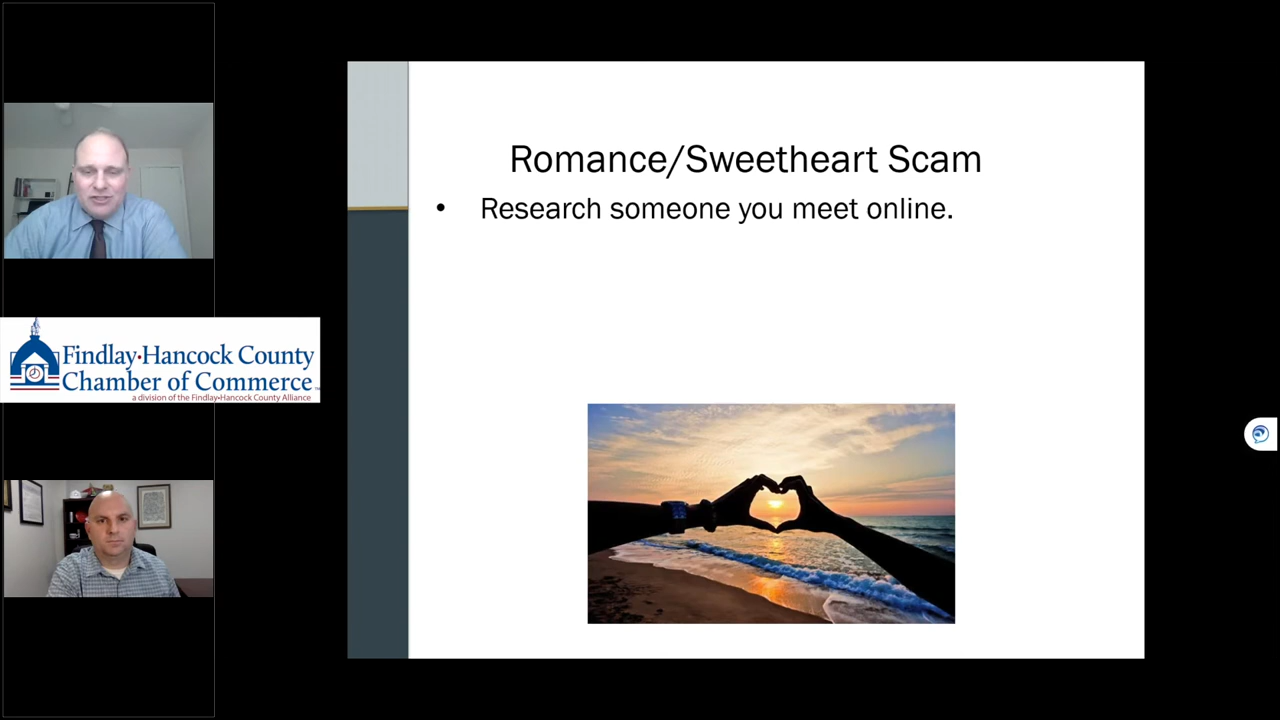 Romance/Sweetheart Scam
• Research someone you meet online.
Findlay•Hancock County
Chamber of Commerce
a division of the Findlay•Hancock County Alliance